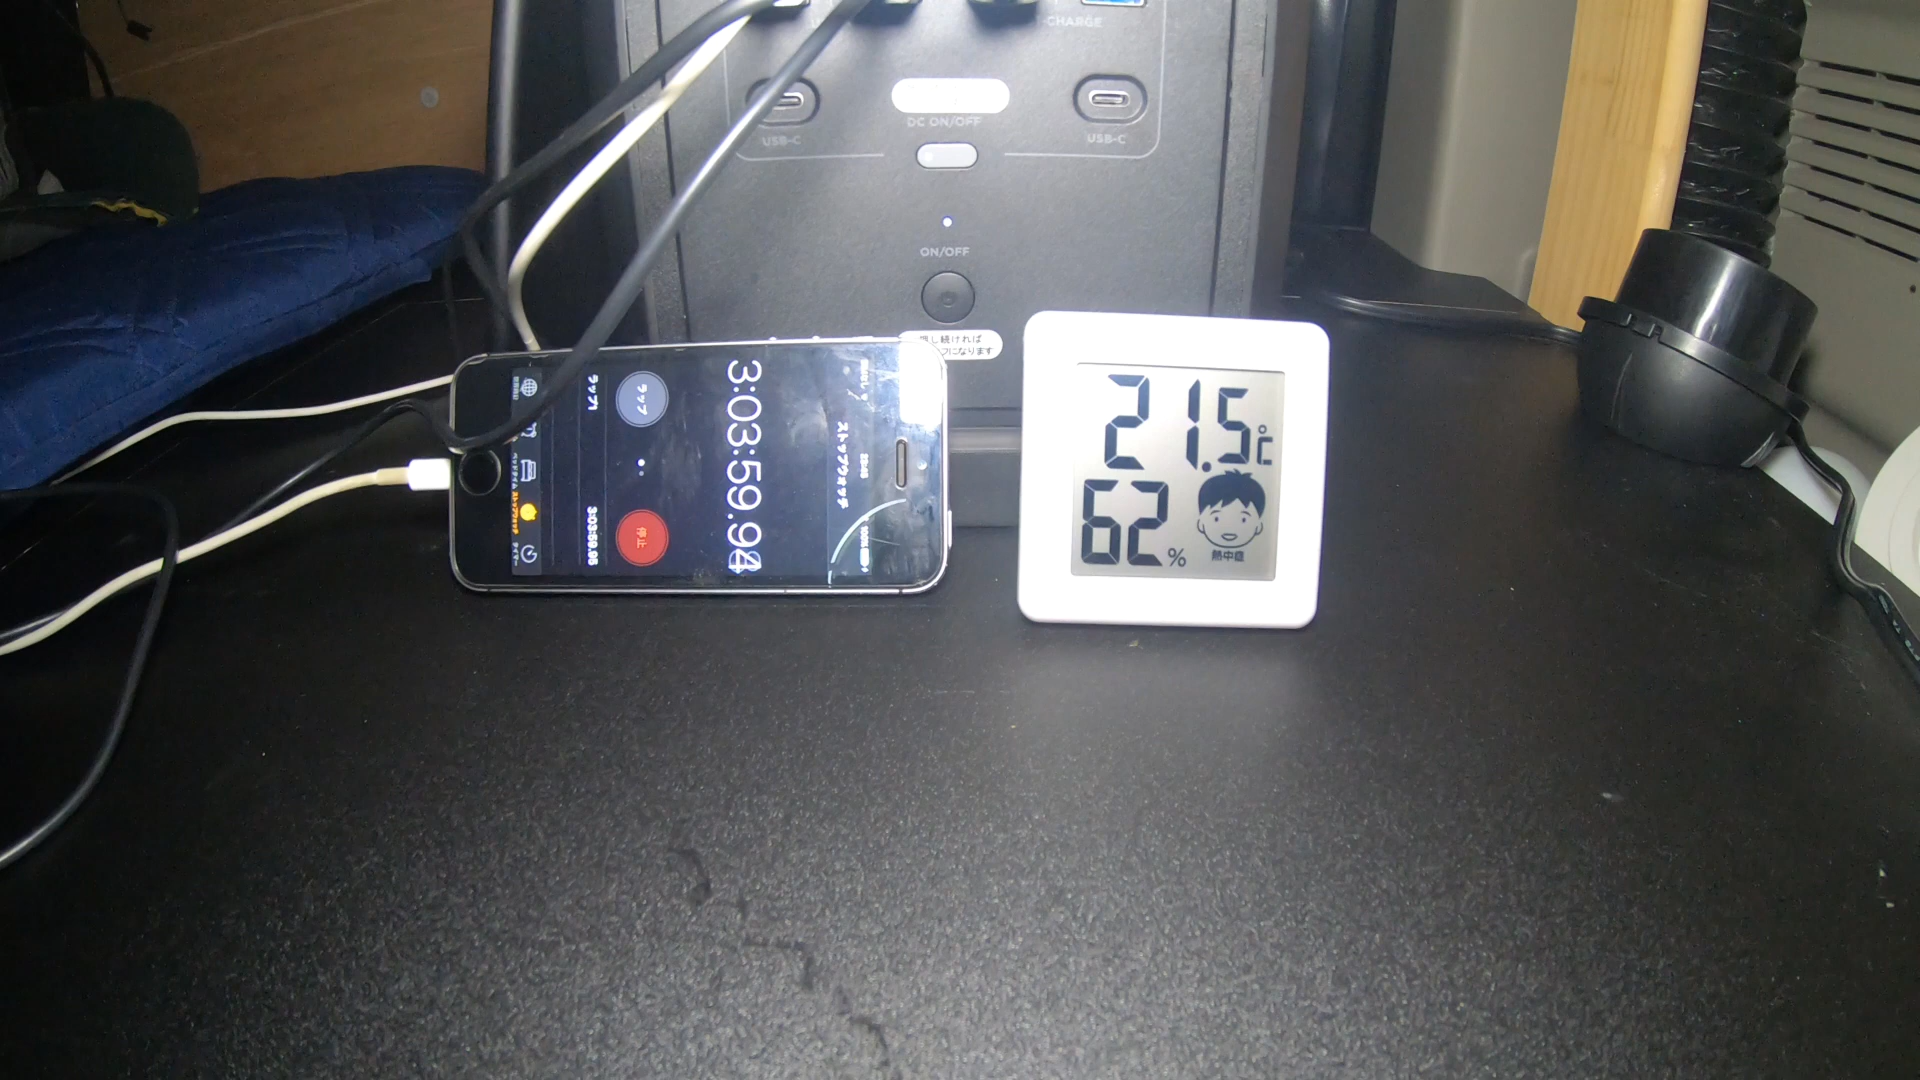 -CHARGE
USB-C
DC ON/OFF
USB-C
ON/OFF
押し続ければ
フになります
ストップウォッチ
3:03:59.94
ラップ
停止
ラップ1
3:03:59.95
21.5℃
62%
熱中症